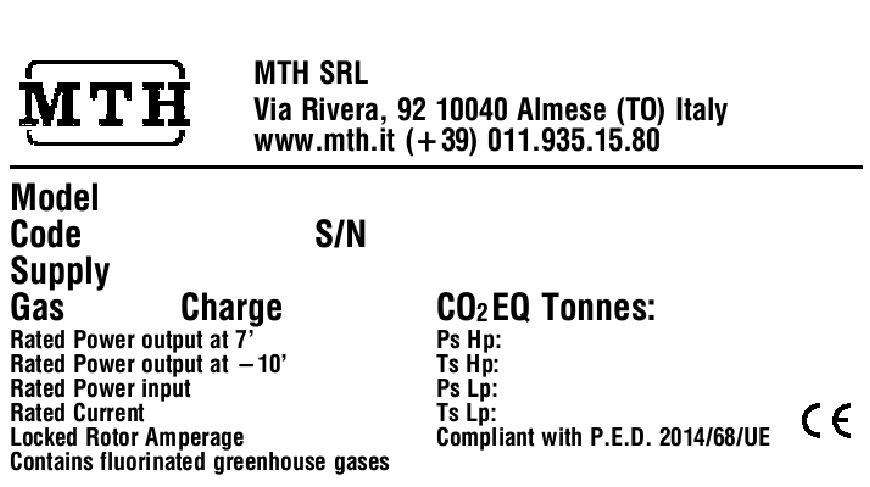 MTH
MTH SRL
Via Rivera, 92 10040 Almese (TO) Italy
www.mth.it (+39) 011.935.15.80
Model
Code S/N
Supply
Gas Charge CO₂ EQ Tonnes:
Rated Power output at 7’ Ps Hp:
Rated Power output at –10’ Ts Hp:
Rated Power input Ps Lp:
Rated Current Ts Lp:
Locked Rotor Amperage Compliant with P.E.D. 2014/68/UE CE
Contains fluorinated greenhouse gases